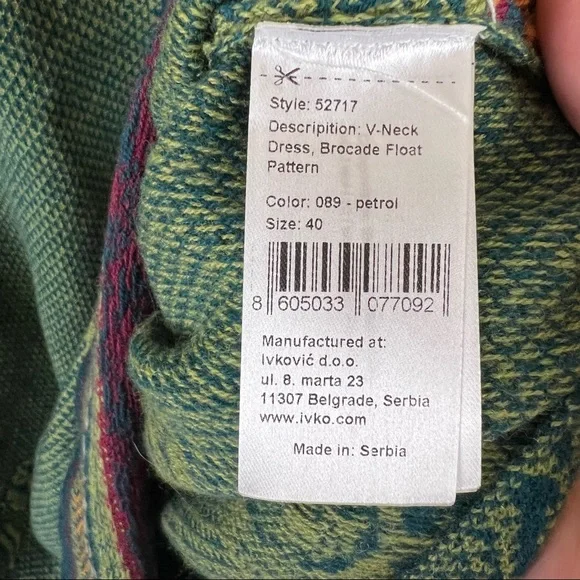 Style: 52717
Descripition: V-Neck
Dress, Brocade Float
Pattern
Color: 089 - petrol
Size: 40
8 605033 077092
Manufactured at:
Ivković d.o.o.
ul. 8. marta 23
11307 Belgrade, Serbia
www.ivko.com
Made in: Serbia